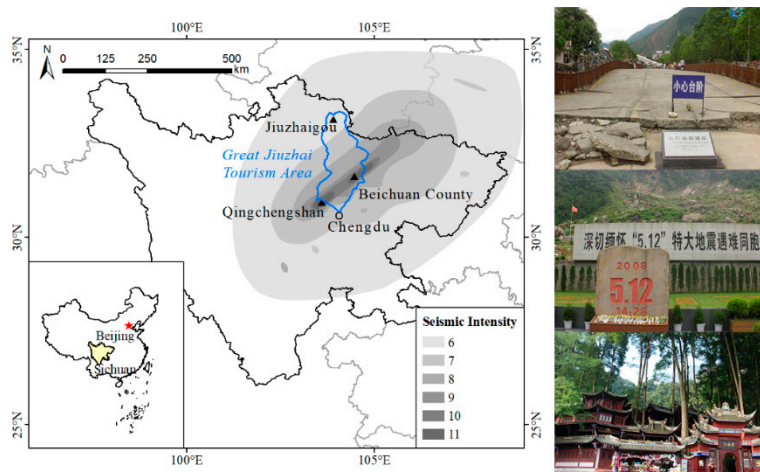 100°E
105°E
35°N
35°N
N
0
125
250
500
km
Jiuzhaigou
Great Jiuzhai
Tourism Area
Beichuan County
Qingchengshan
Chengdu
30°N
30°N
Beijing
Sichuan
Seismic Intensity
6
7
8
9
10
11
25°N
25°N
100°E
105°E
小心台阶
深切缅怀“5.12”特大地震遇难同胞
2008
5.12
14:28